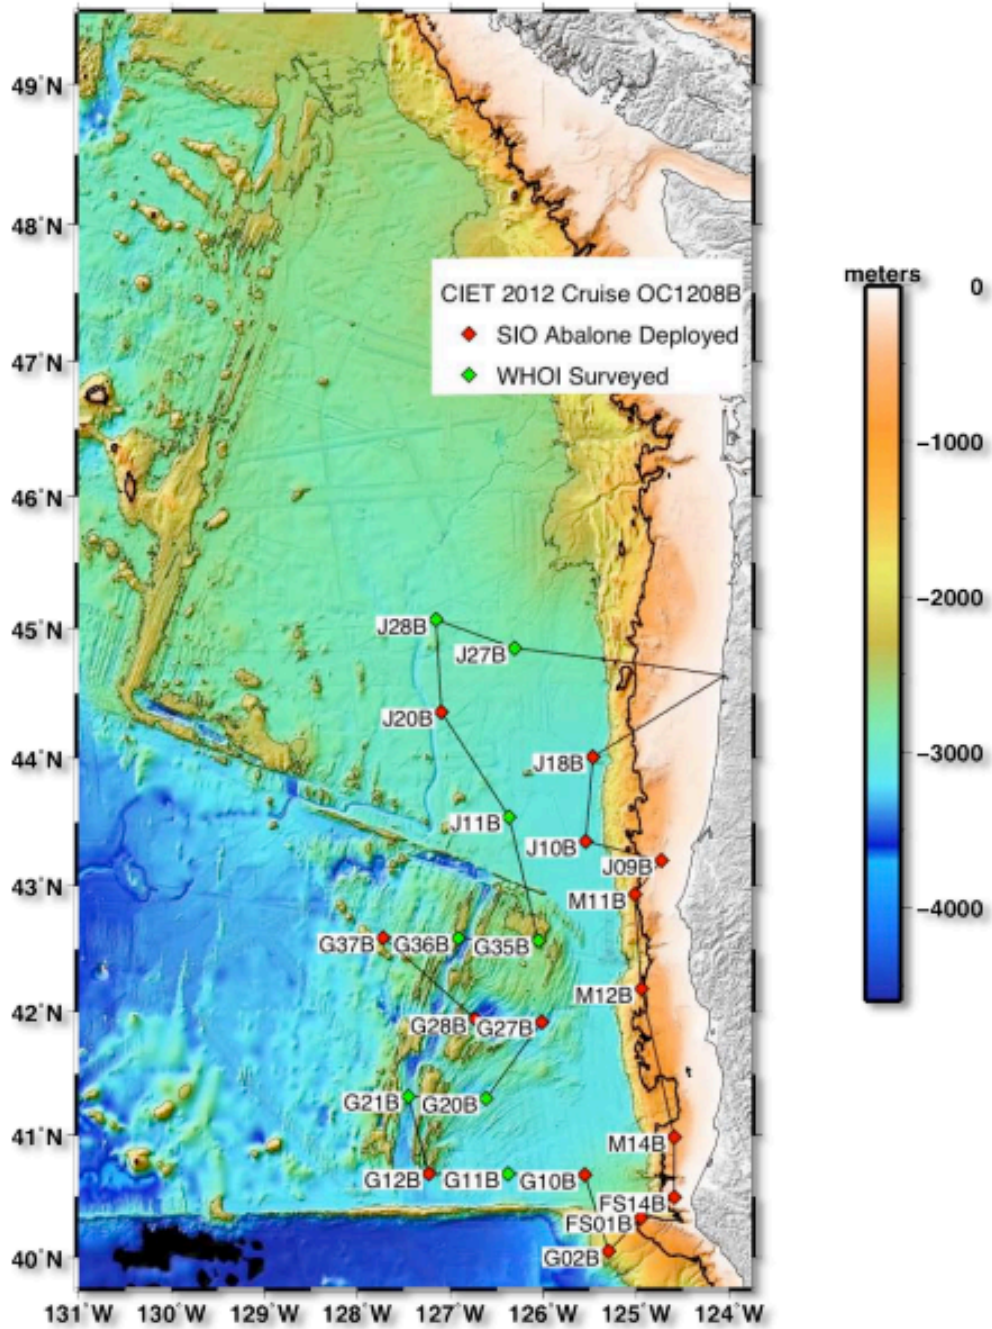 49°N
48°N
CIET 2012 Cruise OC1208B
SIO Abalone Deployed
WHOI Surveyed
meters
0
-1000
-2000
-3000
-4000
47°N
46°N
45°N
J28B
J27B
J20B
44°N
J18B
J11B
J10B
J09B
43°N
M11B
G37B
G36B
G35B
M12B
42°N
G28B
G27B
G21B
G20B
41°N
M14B
G12B
G11B
G10B
FS14B
FS01B
40°N
G02B
131°W 130°W 129°W 128°W 127°W 126°W 125°W 124°W